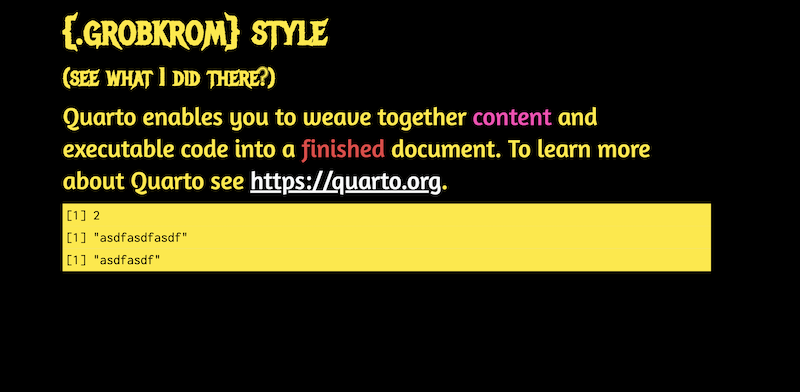 {.GROBKROM} STYLE
(SEE WHAT I DID THERE?)
Quarto enables you to weave together content and
executable code into a finished document. To learn more
about Quarto see https://quarto.org.
[1] 2
[1] "asdfasdfasdf"
[1] "asdfasdf"